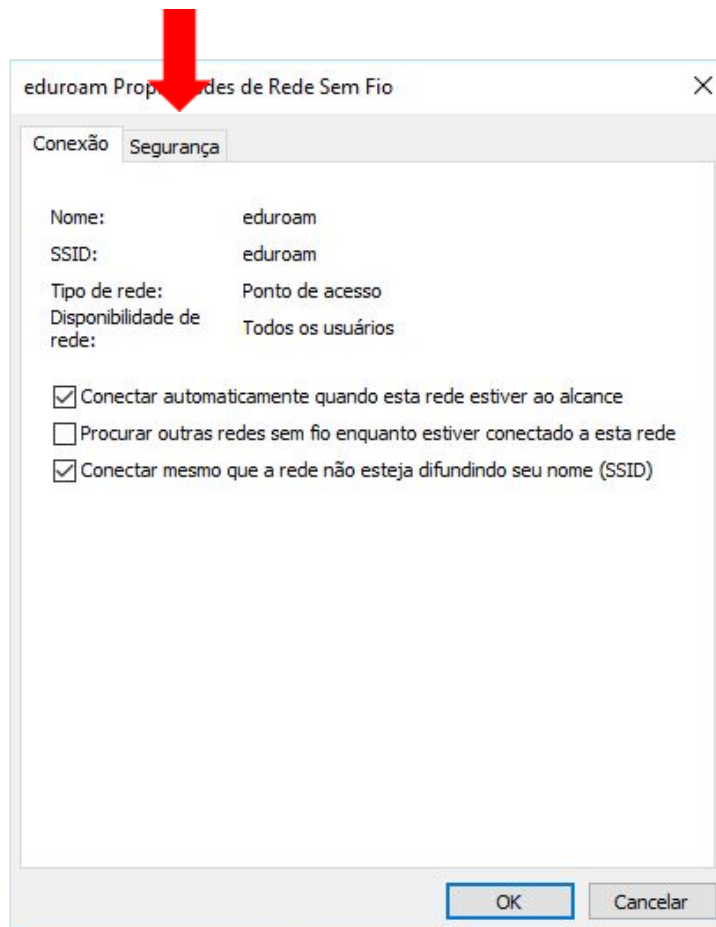 eduroam Prop des de Rede Sem Fio
Conexão Segurança
Nome: eduroam
SSID: eduroam
Tipo de rede: Ponto de acesso
Disponibilidade de
rede: Todos os usuários
Conectar automaticamente quando esta rede estiver ao alcance
Procurar outras redes sem fio enquanto estiver conectado a esta rede
Conectar mesmo que a rede não esteja difundindo seu nome (SSID)
OK Cancelar